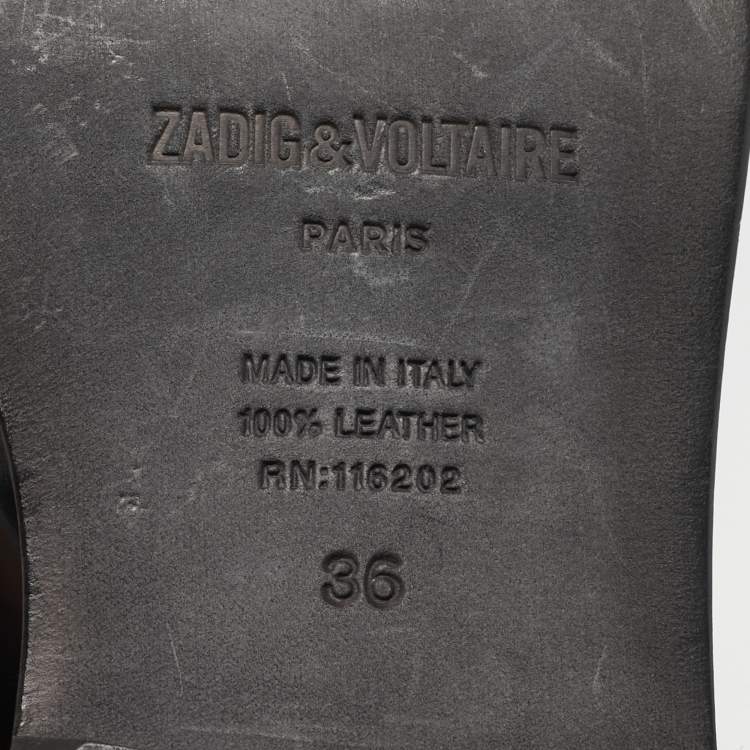 ZADIG&VOLTAIRE
PARIS
MADE IN ITALY
100% LEATHER
RN:116202
36